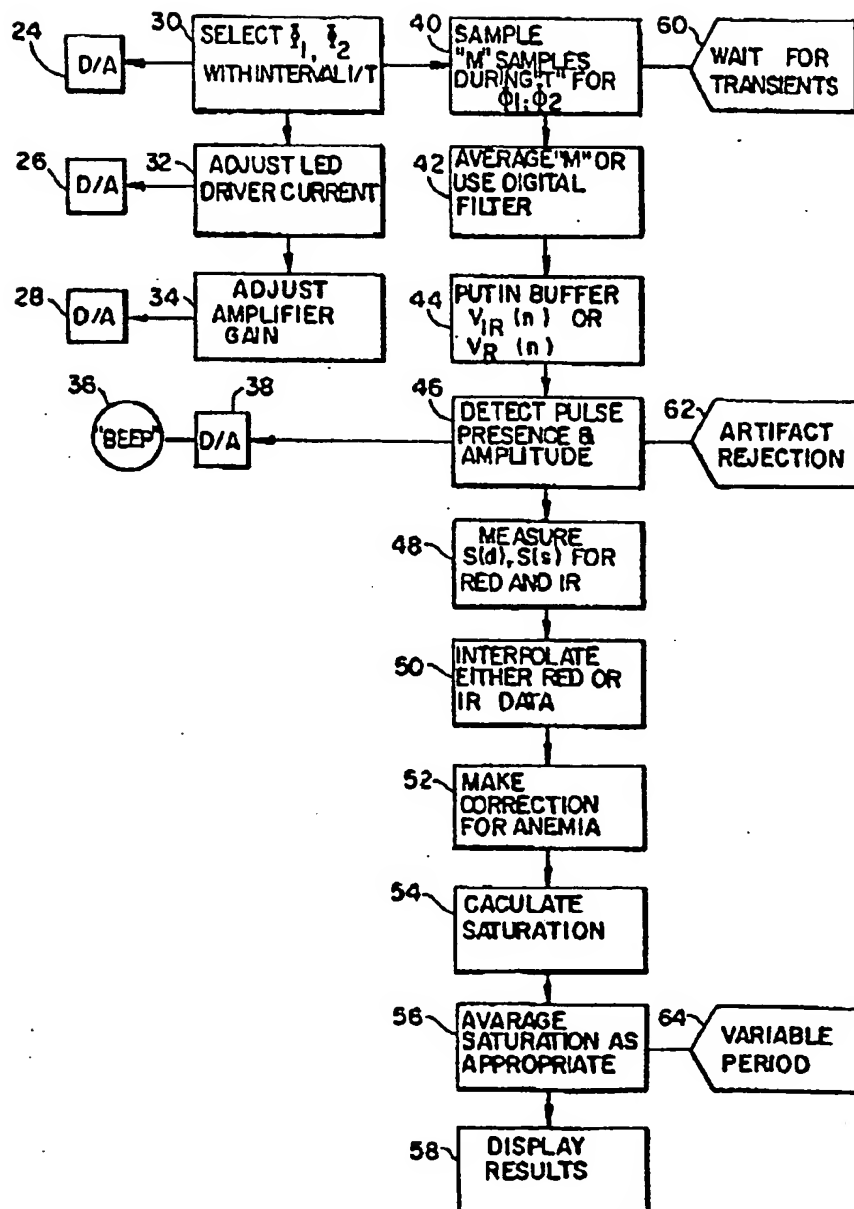 24
D/A
30
SELECT Φ1, Φ2
WITH INTERVAL 1/T
40
SAMPLE
"M" SAMPLES
DURING "T" FOR
Φ1; Φ2
60
WAIT FOR
TRANSIENTS
26
D/A
32
ADJUST LED
DRIVER CURRENT
42
AVERAGE "M" OR
USE DIGITAL
FILTER
28
D/A
34
ADJUST
AMPLIFIER
GAIN
44
PUT IN BUFFER
VIR (n) OR
VR (n)
36
"BEEP"
38
D/A
46
DETECT PULSE
PRESENCE &
AMPLITUDE
62
ARTIFACT
REJECTION
48
MEASURE
S(d), S(s) FOR
RED AND IR
50
INTERPOLATE
EITHER RED OR
IR DATA
52
MAKE
CORRECTION
FOR ANEMIA
54
CACULATE
SATURATION
56
AVARAGE
SATURATION AS
APPROPRIATE
64
VARIABLE
PERIOD
58
DISPLAY
RESULTS